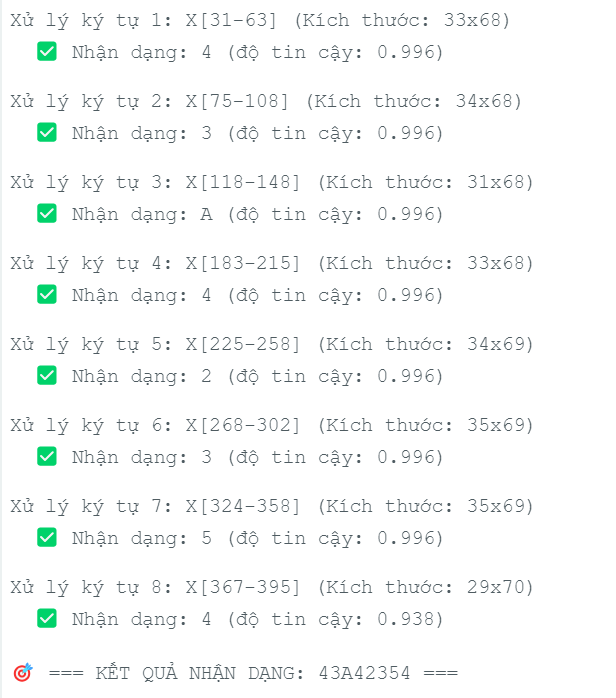 Xử lý ký tự 1: X[31-63] (Kích thước: 33x68)
✅ Nhận dạng: 4 (độ tin cậy: 0.996)
Xử lý ký tự 2: X[75-108] (Kích thước: 34x68)
✅ Nhận dạng: 3 (độ tin cậy: 0.996)
Xử lý ký tự 3: X[118-148] (Kích thước: 31x68)
✅ Nhận dạng: A (độ tin cậy: 0.996)
Xử lý ký tự 4: X[183-215] (Kích thước: 33x68)
✅ Nhận dạng: 4 (độ tin cậy: 0.996)
Xử lý ký tự 5: X[225-258] (Kích thước: 34x69)
✅ Nhận dạng: 2 (độ tin cậy: 0.996)
Xử lý ký tự 6: X[268-302] (Kích thước: 35x69)
✅ Nhận dạng: 3 (độ tin cậy: 0.996)
Xử lý ký tự 7: X[324-358] (Kích thước: 35x69)
✅ Nhận dạng: 5 (độ tin cậy: 0.996)
Xử lý ký tự 8: X[367-395] (Kích thước: 29x70)
✅ Nhận dạng: 4 (độ tin cậy: 0.938)
🎯 === KẾT QUẢ NHẬN DẠNG: 43A42354 ===